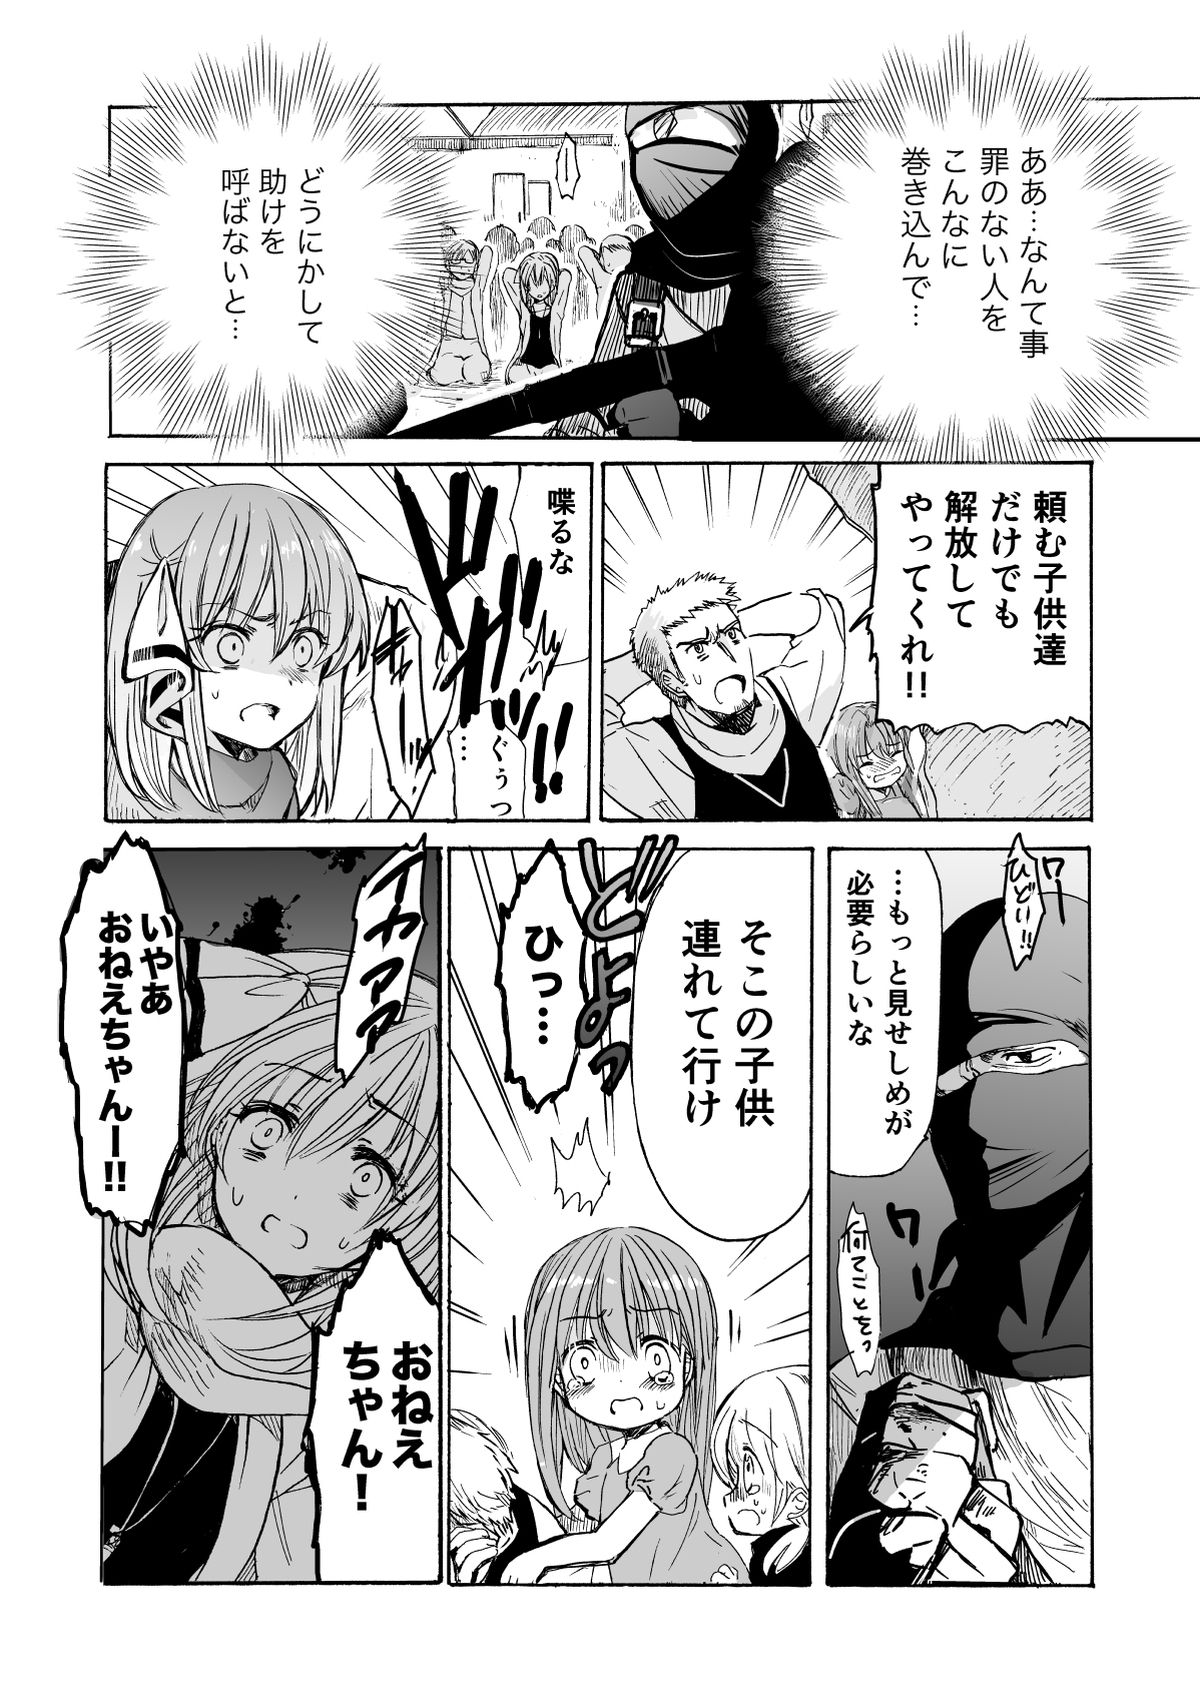 ああ…なんて事
罪のない人を
こんなに
巻き込んで…
どうにかして
助けを
呼ばないと…
頼む子供達
だけでも
解放して
やってくれ!!
喋るな
ぐぅっ
…
ワー
ひどい!!
…もっと見せしめが
必要らしいな
ワー
何てことをっ
そこの子供
連れて行け
どよっ
ひっ…
イヤアアア
いやあ
おねえちゃんー!!
おねえ
ちゃん!